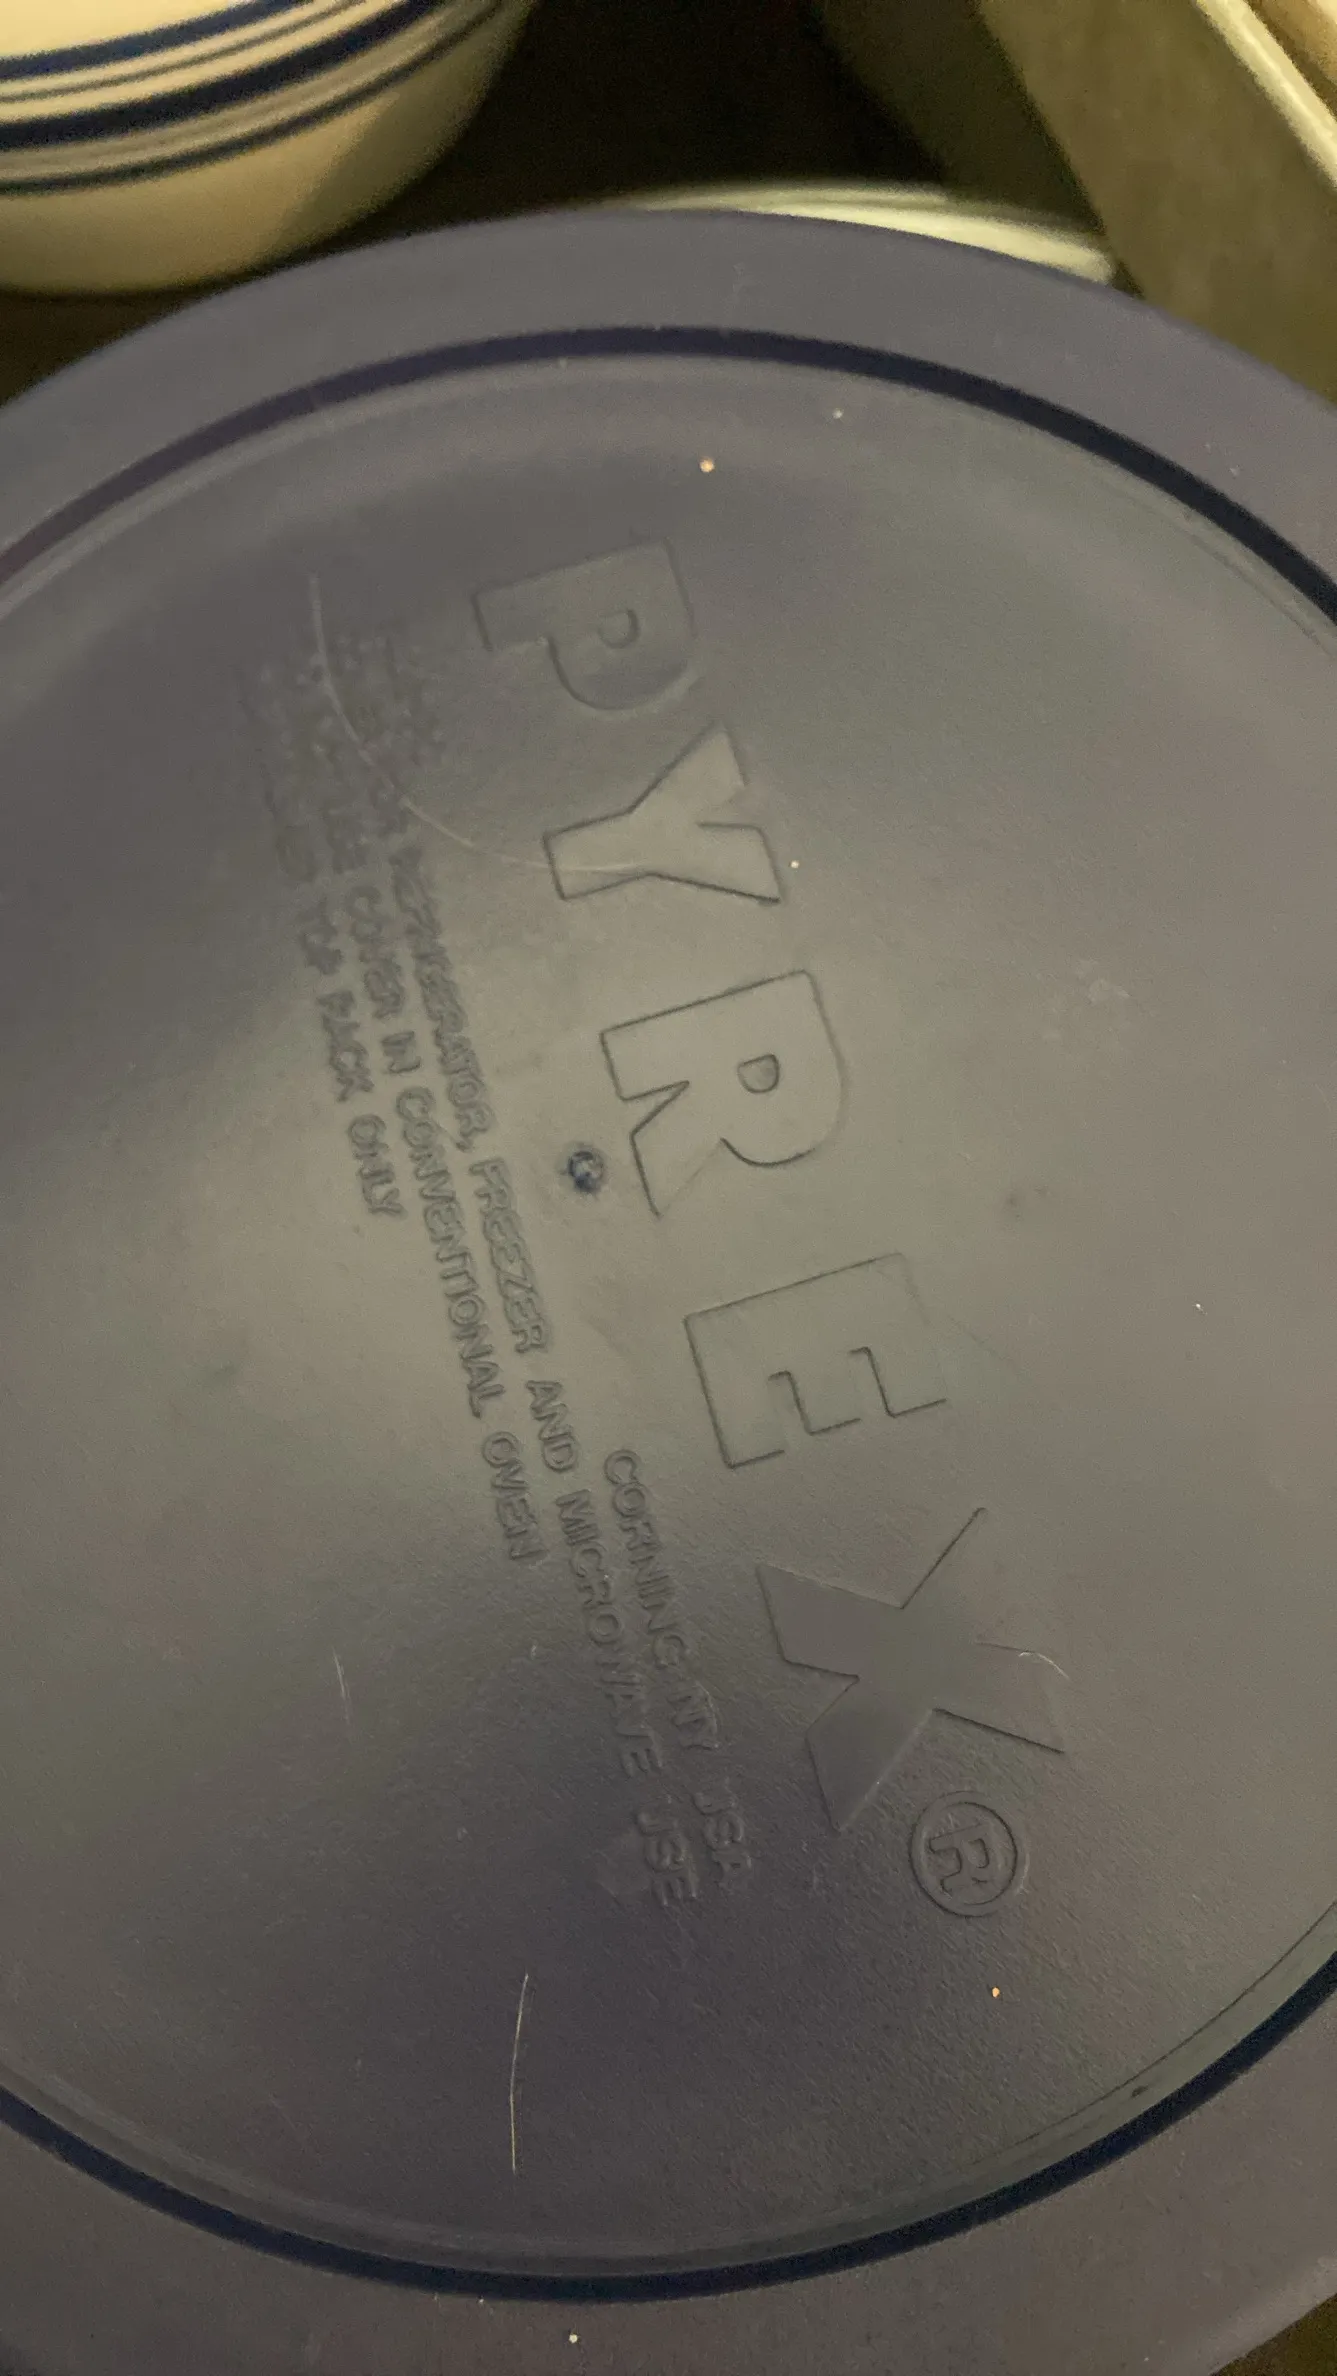 PYREX®
CORNING NY USA
REFRIGERATOR, FREEZER AND MICROWAVE USE
COVER IN CONVENTIONAL OVEN
TOP RACK ONLY